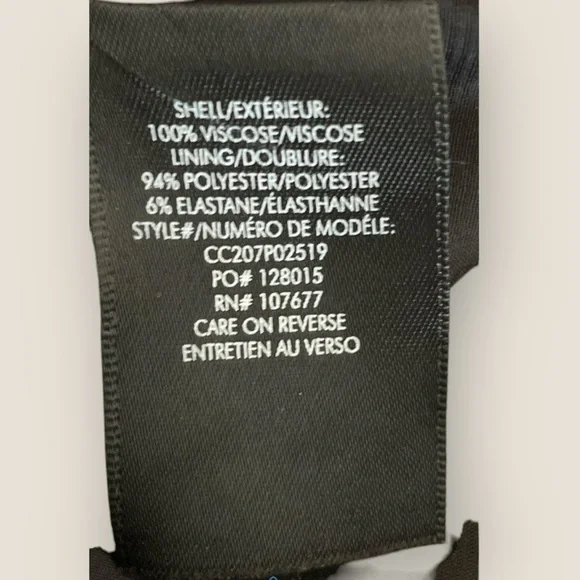 SHELL/EXTÉRIEUR:
100% VISCOSE/VISCOSE
LINING/DOUBLURE:
94% POLYESTER/POLYESTER
6% ELASTANE/ÉLASTHANNE
STYLE#/NUMÉRO DE MODÉLE:
CC207P02519
PO# 128015
RN# 107677
CARE ON REVERSE
ENTRETIEN AU VERSO